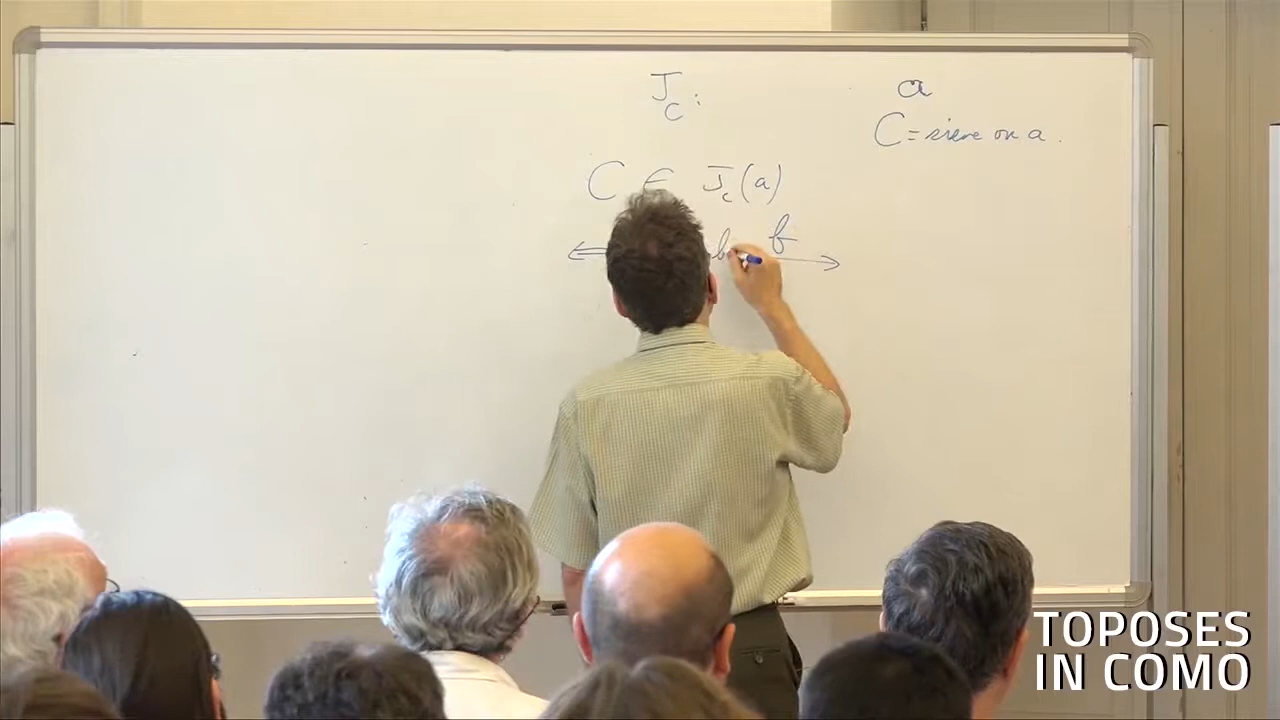 J_C :
a
C = sieve on a.
C ∈ J_C(a)
⇐ b f →
TOPOSES
IN COMO